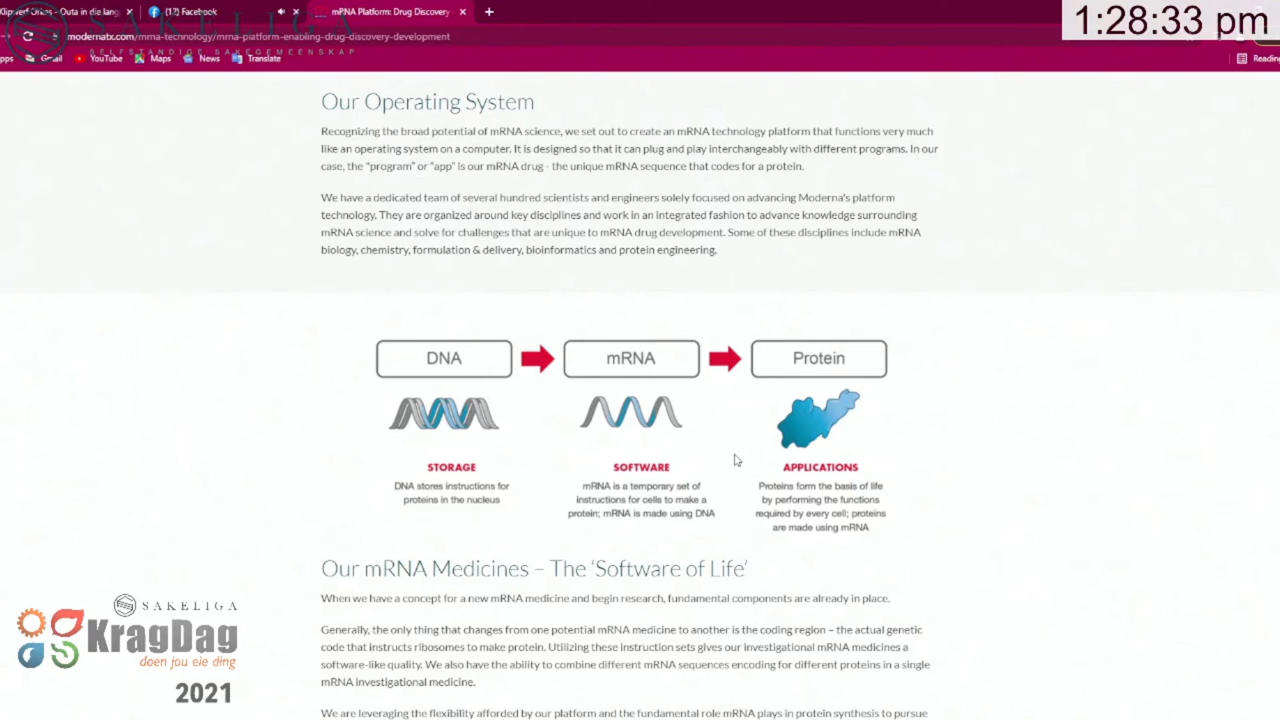 Klipwerf Orkes - Outa in die lang
(12) Facebook
mRNA Platform: Drug Discovery
1:28:33 pm
SAKELIGA
SELFSTANDIGE SAKEGEMEENSKAP
modernatx.com/mrna-technology/mrna-platform-enabling-drug-discovery-development
pps
Gmail
YouTube
Maps
News
Translate
Reading
Our Operating System
Recognizing the broad potential of mRNA science, we set out to create an mRNA technology platform that functions very much
like an operating system on a computer. It is designed so that it can plug and play interchangeably with different programs. In our
case, the "program" or "app" is our mRNA drug - the unique mRNA sequence that codes for a protein.
We have a dedicated team of several hundred scientists and engineers solely focused on advancing Moderna's platform
technology. They are organized around key disciplines and work in an integrated fashion to advance knowledge surrounding
mRNA science and solve for challenges that are unique to mRNA drug development. Some of these disciplines include mRNA
biology, chemistry, formulation & delivery, bioinformatics and protein engineering.
DNA
mRNA
Protein
STORAGE
DNA stores instructions for
proteins in the nucleus
SOFTWARE
mRNA is a temporary set of
instructions for cells to make a
protein; mRNA is made using DNA
APPLICATIONS
Proteins form the basis of life
by performing the functions
required by every cell; proteins
are made using mRNA
Our mRNA Medicines – The 'Software of Life'
When we have a concept for a new mRNA medicine and begin research, fundamental components are already in place.
Generally, the only thing that changes from one potential mRNA medicine to another is the coding region – the actual genetic
code that instructs ribosomes to make protein. Utilizing these instruction sets gives our investigational mRNA medicines a
software-like quality. We also have the ability to combine different mRNA sequences encoding for different proteins in a single
mRNA investigational medicine.
We are leveraging the flexibility afforded by our platform and the fundamental role mRNA plays in protein synthesis to pursue
SAKELIGA
KragDag
doen jou eie ding
2021